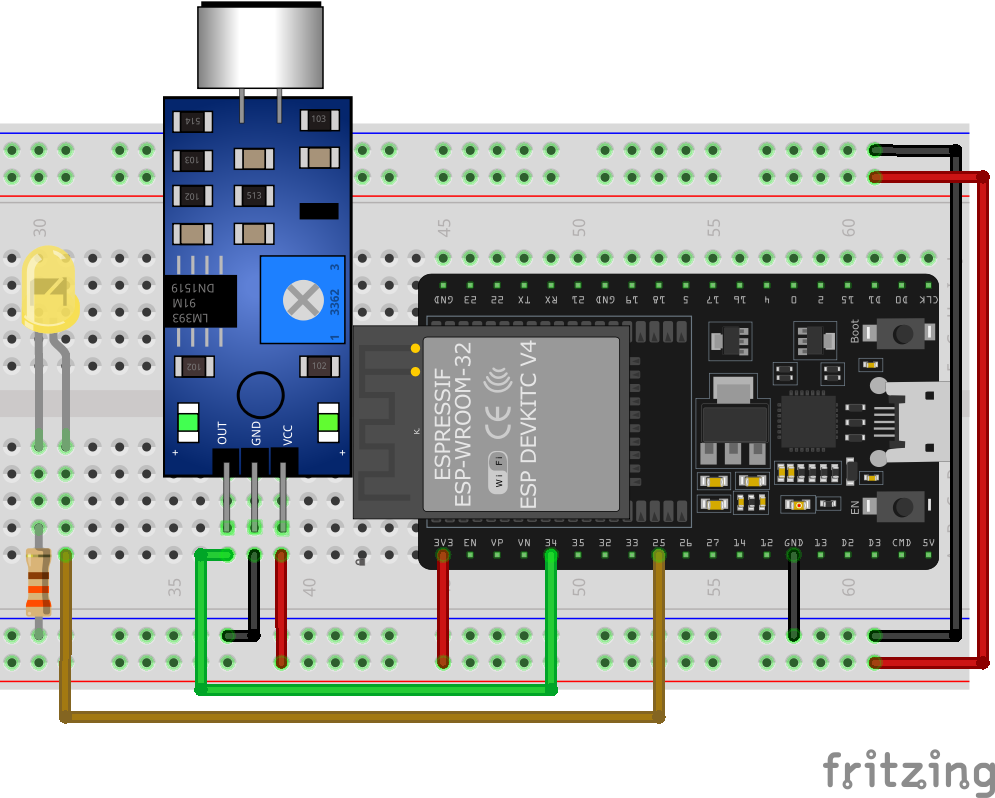 514
103
103
102
513
30
45
50
55
60
LM393
91M
DN1519
3
3362
1
102
102
OUT
GND
VCC
+
+
GND 23 22 TX RX 21 GND 19 18 5 17 16 4 0 2 15 D1 D0 CLK
Boot
ESPRESSIF
ESP-WROOM-32
CE
Wi Fi
ESP DEVKITC V4
EN
3V3 EN VP VN 34 35 32 33 25 26 27 14 12 GND 13 D2 D3 CMD 5V
35
40
50
55
60
fritzing